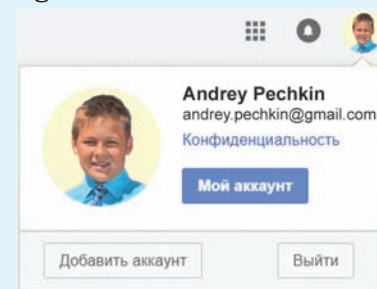 Andrey Pechkin
andrey.pechkin@gmail.com
Конфиденциальность
Мой аккаунт
Добавить аккаунт
Выйти